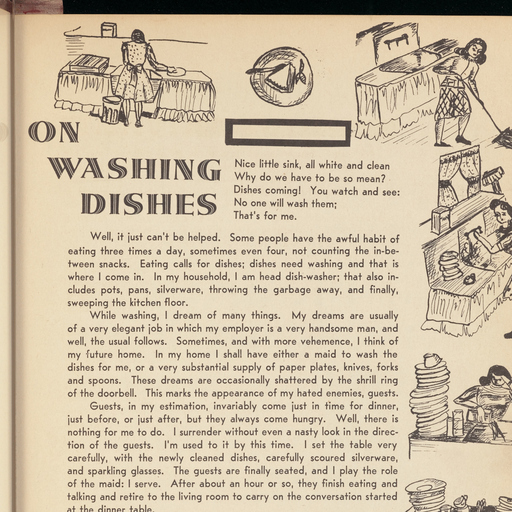 ON
WASHING
DISHES
Nice little sink, all white and clean
Why do we have to be so mean?
Dishes coming! You watch and see:
No one will wash them;
That's for me.
Well, it just can't be helped. Some people have the awful habit of
eating three times a day, sometimes even four, not counting the in-be-
tween snacks. Eating calls for dishes; dishes need washing and that is
where I come in. In my household, I am head dish-washer; that also in-
cludes pots, pans, silverware, throwing the garbage away, and finally,
sweeping the kitchen floor.
While washing, I dream of many things. My dreams are usually
of a very elegant job in which my employer is a very handsome man, and
well, the usual follows. Sometimes, and with more vehemence, I think of
my future home. In my home I shall have either a maid to wash the
dishes for me, or a very substantial supply of paper plates, knives, forks
and spoons. These dreams are occasionally shattered by the shrill ring
of the doorbell. This marks the appearance of my hated enemies, guests.
Guests, in my estimation, invariably come just in time for dinner,
just before, or just after, but they always come hungry. Well, there is
nothing for me to do. I surrender without even a nasty look in the direc-
tion of the guests. I'm used to it by this time. I set the table very
carefully, with the newly cleaned dishes, carefully scoured silverware,
and sparkling glasses. The guests are finally seated, and I play the role
of the maid: I serve. After about an hour or so, they finish eating and
talking and retire to the living room to carry on the conversation started
at the dinner table.